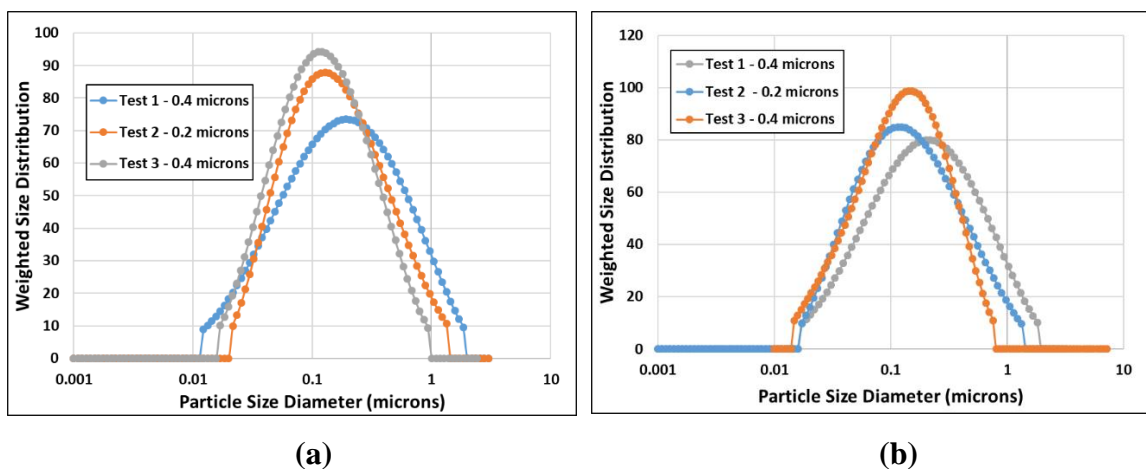 100
90
80
70
60
50
40
30
20
10
0
Weighted Size Distribution
Test 1 - 0.4 microns
Test 2 - 0.2 microns
Test 3 - 0.4 microns
0.001 0.01 0.1 1 10
Particle Size Diameter (microns)
(a)
120
100
80
60
40
20
0
Weighted Size Distribution
Test 1 - 0.4 microns
Test 2 - 0.2 microns
Test 3 - 0.4 microns
0.001 0.01 0.1 1 10
Particle Size Diameter (microns)
(b)